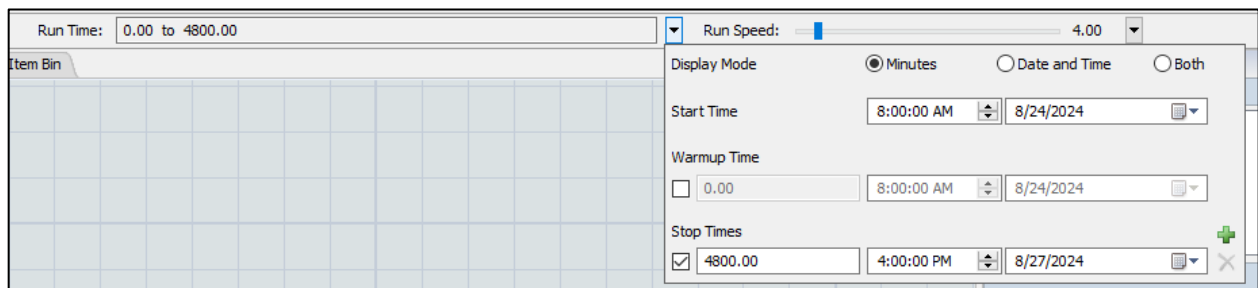 Run Time: 0.00 to 4800.00 Run Speed: 4.00
Item Bin
Display Mode Minutes Date and Time Both
Start Time 8:00:00 AM 8/24/2024
Warmup Time
0.00 8:00:00 AM 8/24/2024
Stop Times
4800.00 4:00:00 PM 8/27/2024